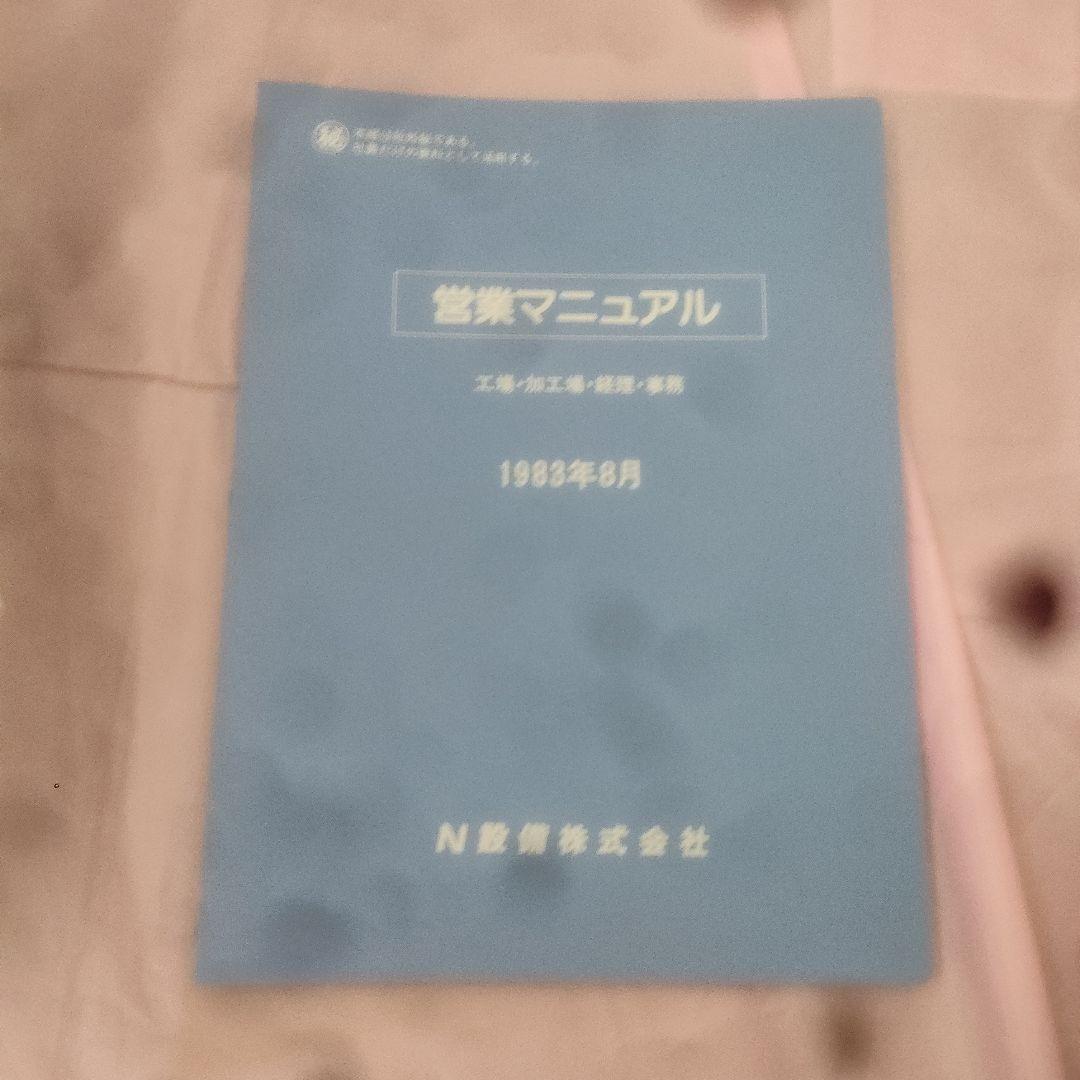 秘
営業マニュアル
工場・加工場・経理・事務
1983年8月
N設備株式会社